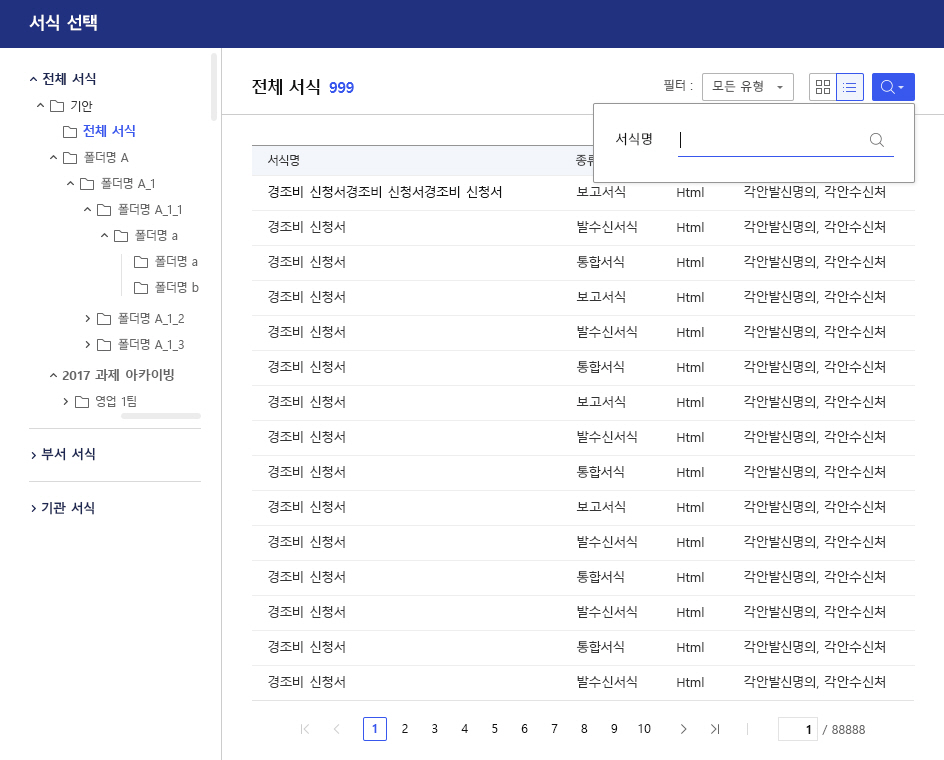 서식 선택
전체 서식
기안
전체 서식
폴더명 A
폴더명 A_1
폴더명 A_1_1
폴더명 a
폴더명 a
폴더명 b
폴더명 A_1_2
폴더명 A_1_3
2017 과제 아카이빙
영업 1팀
부서 서식
기관 서식
전체 서식 999
필터 : 모든 유형
서식명
서식명 종류
경조비 신청서경조비 신청서경조비 신청서 보고서식 Html 각안발신명의, 각안수신처
경조비 신청서 발수신서식 Html 각안발신명의, 각안수신처
경조비 신청서 통합서식 Html 각안발신명의, 각안수신처
경조비 신청서 보고서식 Html 각안발신명의, 각안수신처
경조비 신청서 발수신서식 Html 각안발신명의, 각안수신처
경조비 신청서 통합서식 Html 각안발신명의, 각안수신처
경조비 신청서 보고서식 Html 각안발신명의, 각안수신처
경조비 신청서 발수신서식 Html 각안발신명의, 각안수신처
경조비 신청서 통합서식 Html 각안발신명의, 각안수신처
경조비 신청서 보고서식 Html 각안발신명의, 각안수신처
경조비 신청서 발수신서식 Html 각안발신명의, 각안수신처
경조비 신청서 통합서식 Html 각안발신명의, 각안수신처
경조비 신청서 발수신서식 Html 각안발신명의, 각안수신처
경조비 신청서 통합서식 Html 각안발신명의, 각안수신처
경조비 신청서 발수신서식 Html 각안발신명의, 각안수신처
1 2 3 4 5 6 7 8 9 10 1 / 88888